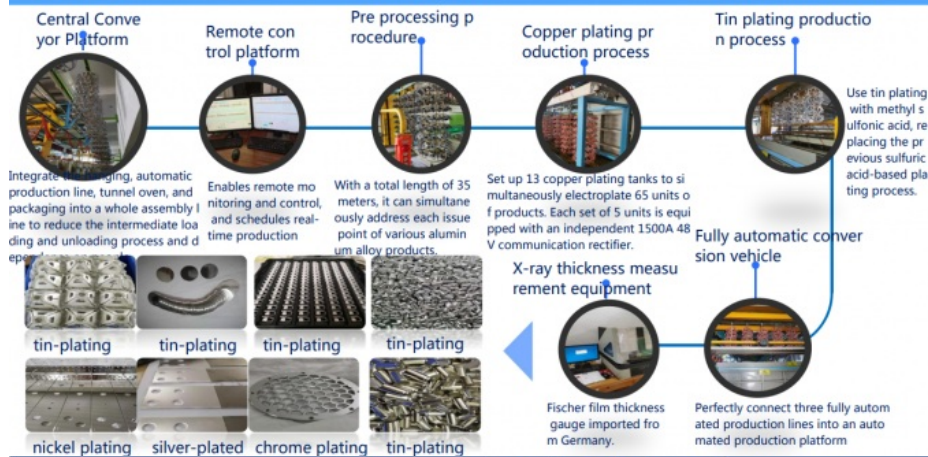 Central Conve
yor Platform
Remote con
trol platform
Pre processing p
rocedure
Copper plating pr
oduction process
Tin plating productio
n process
Integrate the hanging, automatic
production line, tunnel oven, and
packaging into a whole assembly l
ine to reduce the intermediate loa
ding and unloading process and d
Enables remote mo
nitoring and control,
and schedules real-
time production
With a total length of 35
meters, it can simultane
ously address each issue
point of various alumin
um alloy products.
Set up 13 copper plating tanks to si
multaneously electroplate 65 units o
f products. Each set of 5 units is equi
pped with an independent 1500A 48
V communication rectifier.
Use tin plating
with methyl s
ulfonic acid, re
placing the pr
evious sulfuric
acid-based pla
ting process.
X-ray thickness measu
rement equipment
Fully automatic conver
sion vehicle
Fischer film thickness
gauge imported fro
m Germany.
Perfectly connect three fully autom
ated production lines into an auto
mated production platform
tin-plating
tin-plating
tin-plating
tin-plating
nickel plating
silver-plated
chrome plating
tin-plating